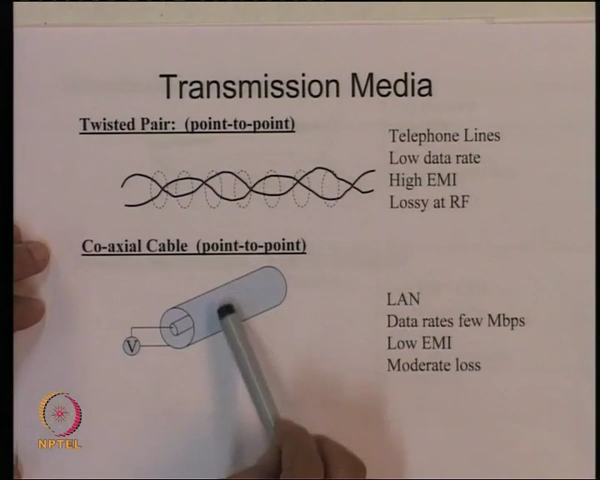 Transmission Media
Twisted Pair: (point-to-point)
Telephone Lines
Low data rate
High EMI
Lossy at RF
Co-axial Cable (point-to-point)
V
LAN
Data rates few Mbps
Low EMI
Moderate loss
NPTEL